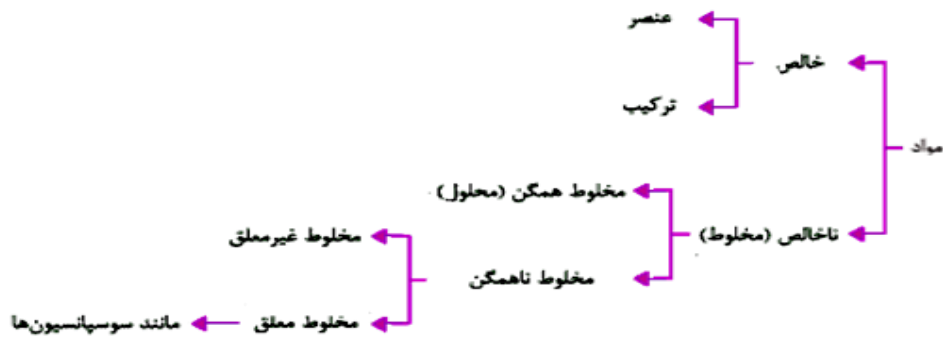 عنصر
خالص
ترکیب
مواد
مخلوط همگن (محلول)
ناخالص (مخلوط)
مخلوط غیرمعلق
مخلوط ناهمگن
مخلوط معلق
مانند سوسپانسیون‌ها